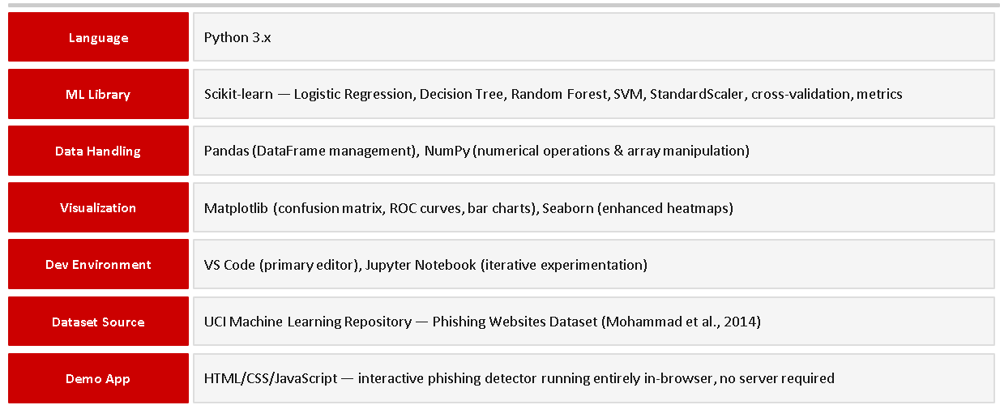 Language
Python 3.x
ML Library
Scikit-learn — Logistic Regression, Decision Tree, Random Forest, SVM, StandardScaler, cross-validation, metrics
Data Handling
Pandas (DataFrame management), NumPy (numerical operations & array manipulation)
Visualization
Matplotlib (confusion matrix, ROC curves, bar charts), Seaborn (enhanced heatmaps)
Dev Environment
VS Code (primary editor), Jupyter Notebook (iterative experimentation)
Dataset Source
UCI Machine Learning Repository — Phishing Websites Dataset (Mohammad et al., 2014)
Demo App
HTML/CSS/JavaScript — interactive phishing detector running entirely in-browser, no server required